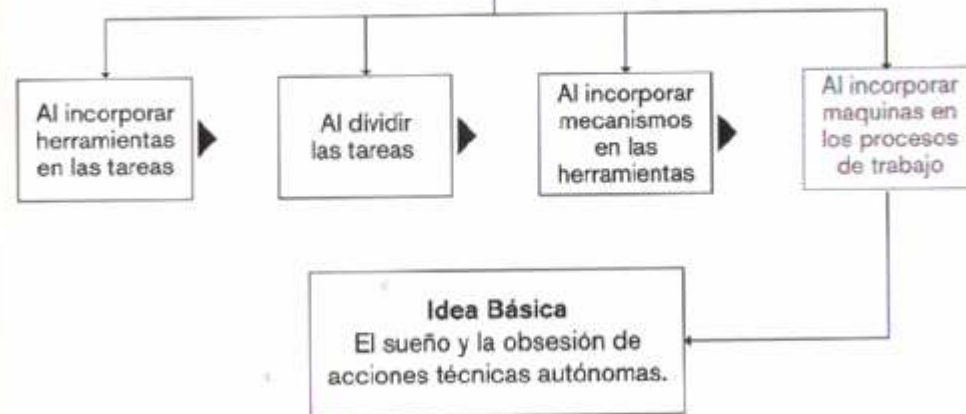 Al incorporar
herramientas
en las tareas
Al dividir
las tareas
Al incorporar
mecanismos
en las
herramientas
Al incorporar
maquinas en
los procesos
de trabajo
Idea Básica
El sueño y la obsesión de
acciones técnicas autónomas.